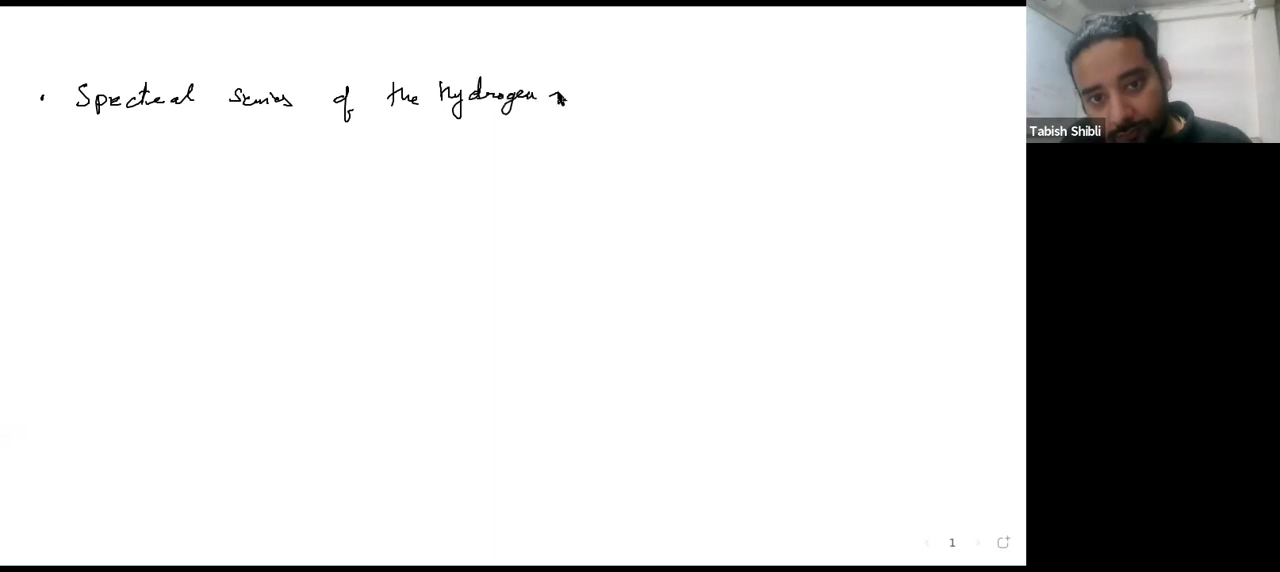 • Spectral series of the Hydrogen
Tabish Shibli
1